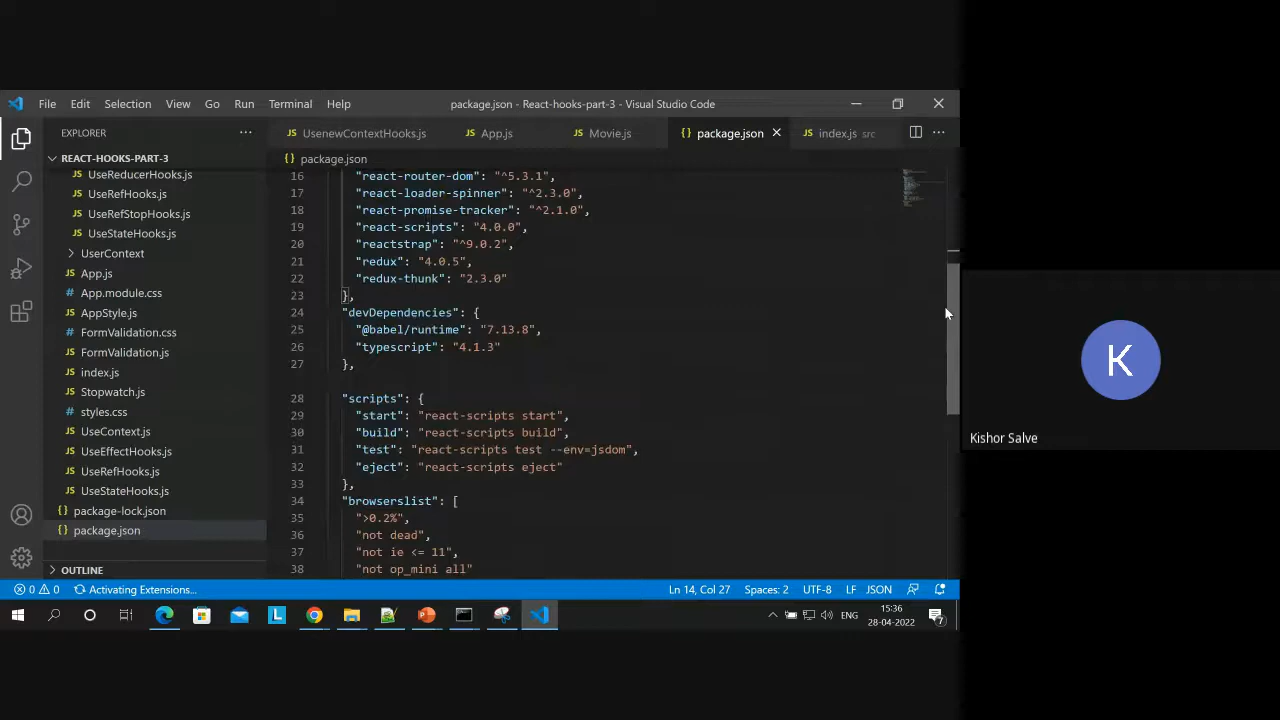 File Edit Selection View Go Run Terminal Help package.json - React-hooks-part-3 - Visual Studio Code
EXPLORER
UsenewContextHooks.js App.js Movie.js package.json index.js src
REACT-HOOKS-PART-3
UseReducerHooks.js
UseRefHooks.js
UseRefStopHooks.js
UseStateHooks.js
UserContext
App.js
App.module.css
AppStyle.js
FormValidation.css
FormValidation.js
index.js
Stopwatch.js
styles.css
UseContext.js
UseEffectHooks.js
UseRefHooks.js
UseStateHooks.js
package-lock.json
package.json
OUTLINE
package.json
16 "react-router-dom": "^5.3.1",
17 "react-loader-spinner": "^2.3.0",
18 "react-promise-tracker": "^2.1.0",
19 "react-scripts": "4.0.0",
20 "reactstrap": "^9.0.2",
21 "redux": "4.0.5",
22 "redux-thunk": "2.3.0"
23 },
24 "devDependencies": {
25 "@babel/runtime": "7.13.8",
26 "typescript": "4.1.3"
27 },
28 "scripts": {
29 "start": "react-scripts start",
30 "build": "react-scripts build",
31 "test": "react-scripts test --env=jsdom",
32 "eject": "react-scripts eject"
33 },
34 "browserslist": [
35 ">0.2%",
36 "not dead",
37 "not ie <= 11",
38 "not op_mini all"
0 0 Activating Extensions... Ln 14, Col 27 Spaces: 2 UTF-8 LF JSON
ENG
15:36
28-04-2022
7
L
K
Kishor Salve